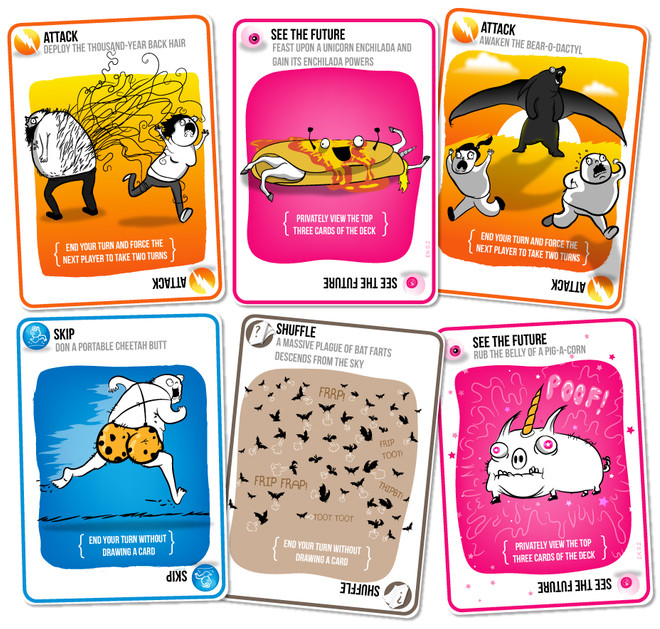 ATTACK
DEPLOY THE THOUSAND-YEAR BACK HAIR
END YOUR TURN AND FORCE THE
NEXT PLAYER TO TAKE TWO TURNS
ATTACK
SEE THE FUTURE
FEAST UPON A UNICORN ENCHILADA AND
GAIN ITS ENCHILADA POWERS
PRIVATELY VIEW THE TOP
THREE CARDS OF THE DECK
SEE THE FUTURE
ATTACK
AWAKEN THE BEAR-O-DACTYL
END YOUR TURN AND FORCE THE
NEXT PLAYER TO TAKE TWO TURNS
ATTACK
SKIP
DON A PORTABLE CHEETAH BUTT
END YOUR TURN WITHOUT
DRAWING A CARD
SKIP
?
SHUFFLE
A MASSIVE PLAGUE OF BAT FARTS
DESCENDS FROM THE SKY
FRRP!
FRIP
TOOT!
FRIP FRAP!
THPBT!
TOOT TOOT
END YOUR TURN WITHOUT
DRAWING A CARD
SHUFFLE
SEE THE FUTURE
RUB THE BELLY OF A PIG-A-CORN
POOF!
PRIVATELY VIEW THE TOP
THREE CARDS OF THE DECK
SEE THE FUTURE